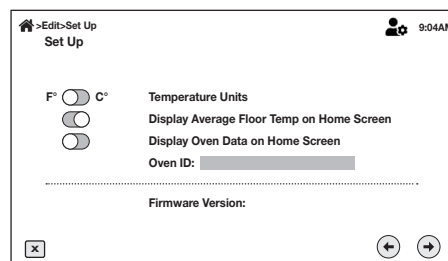 >Edit>Set Up
9:04AM
Set Up
F° C° Temperature Units
Display Average Floor Temp on Home Screen
Display Oven Data on Home Screen
Oven ID:
Firmware Version:
x